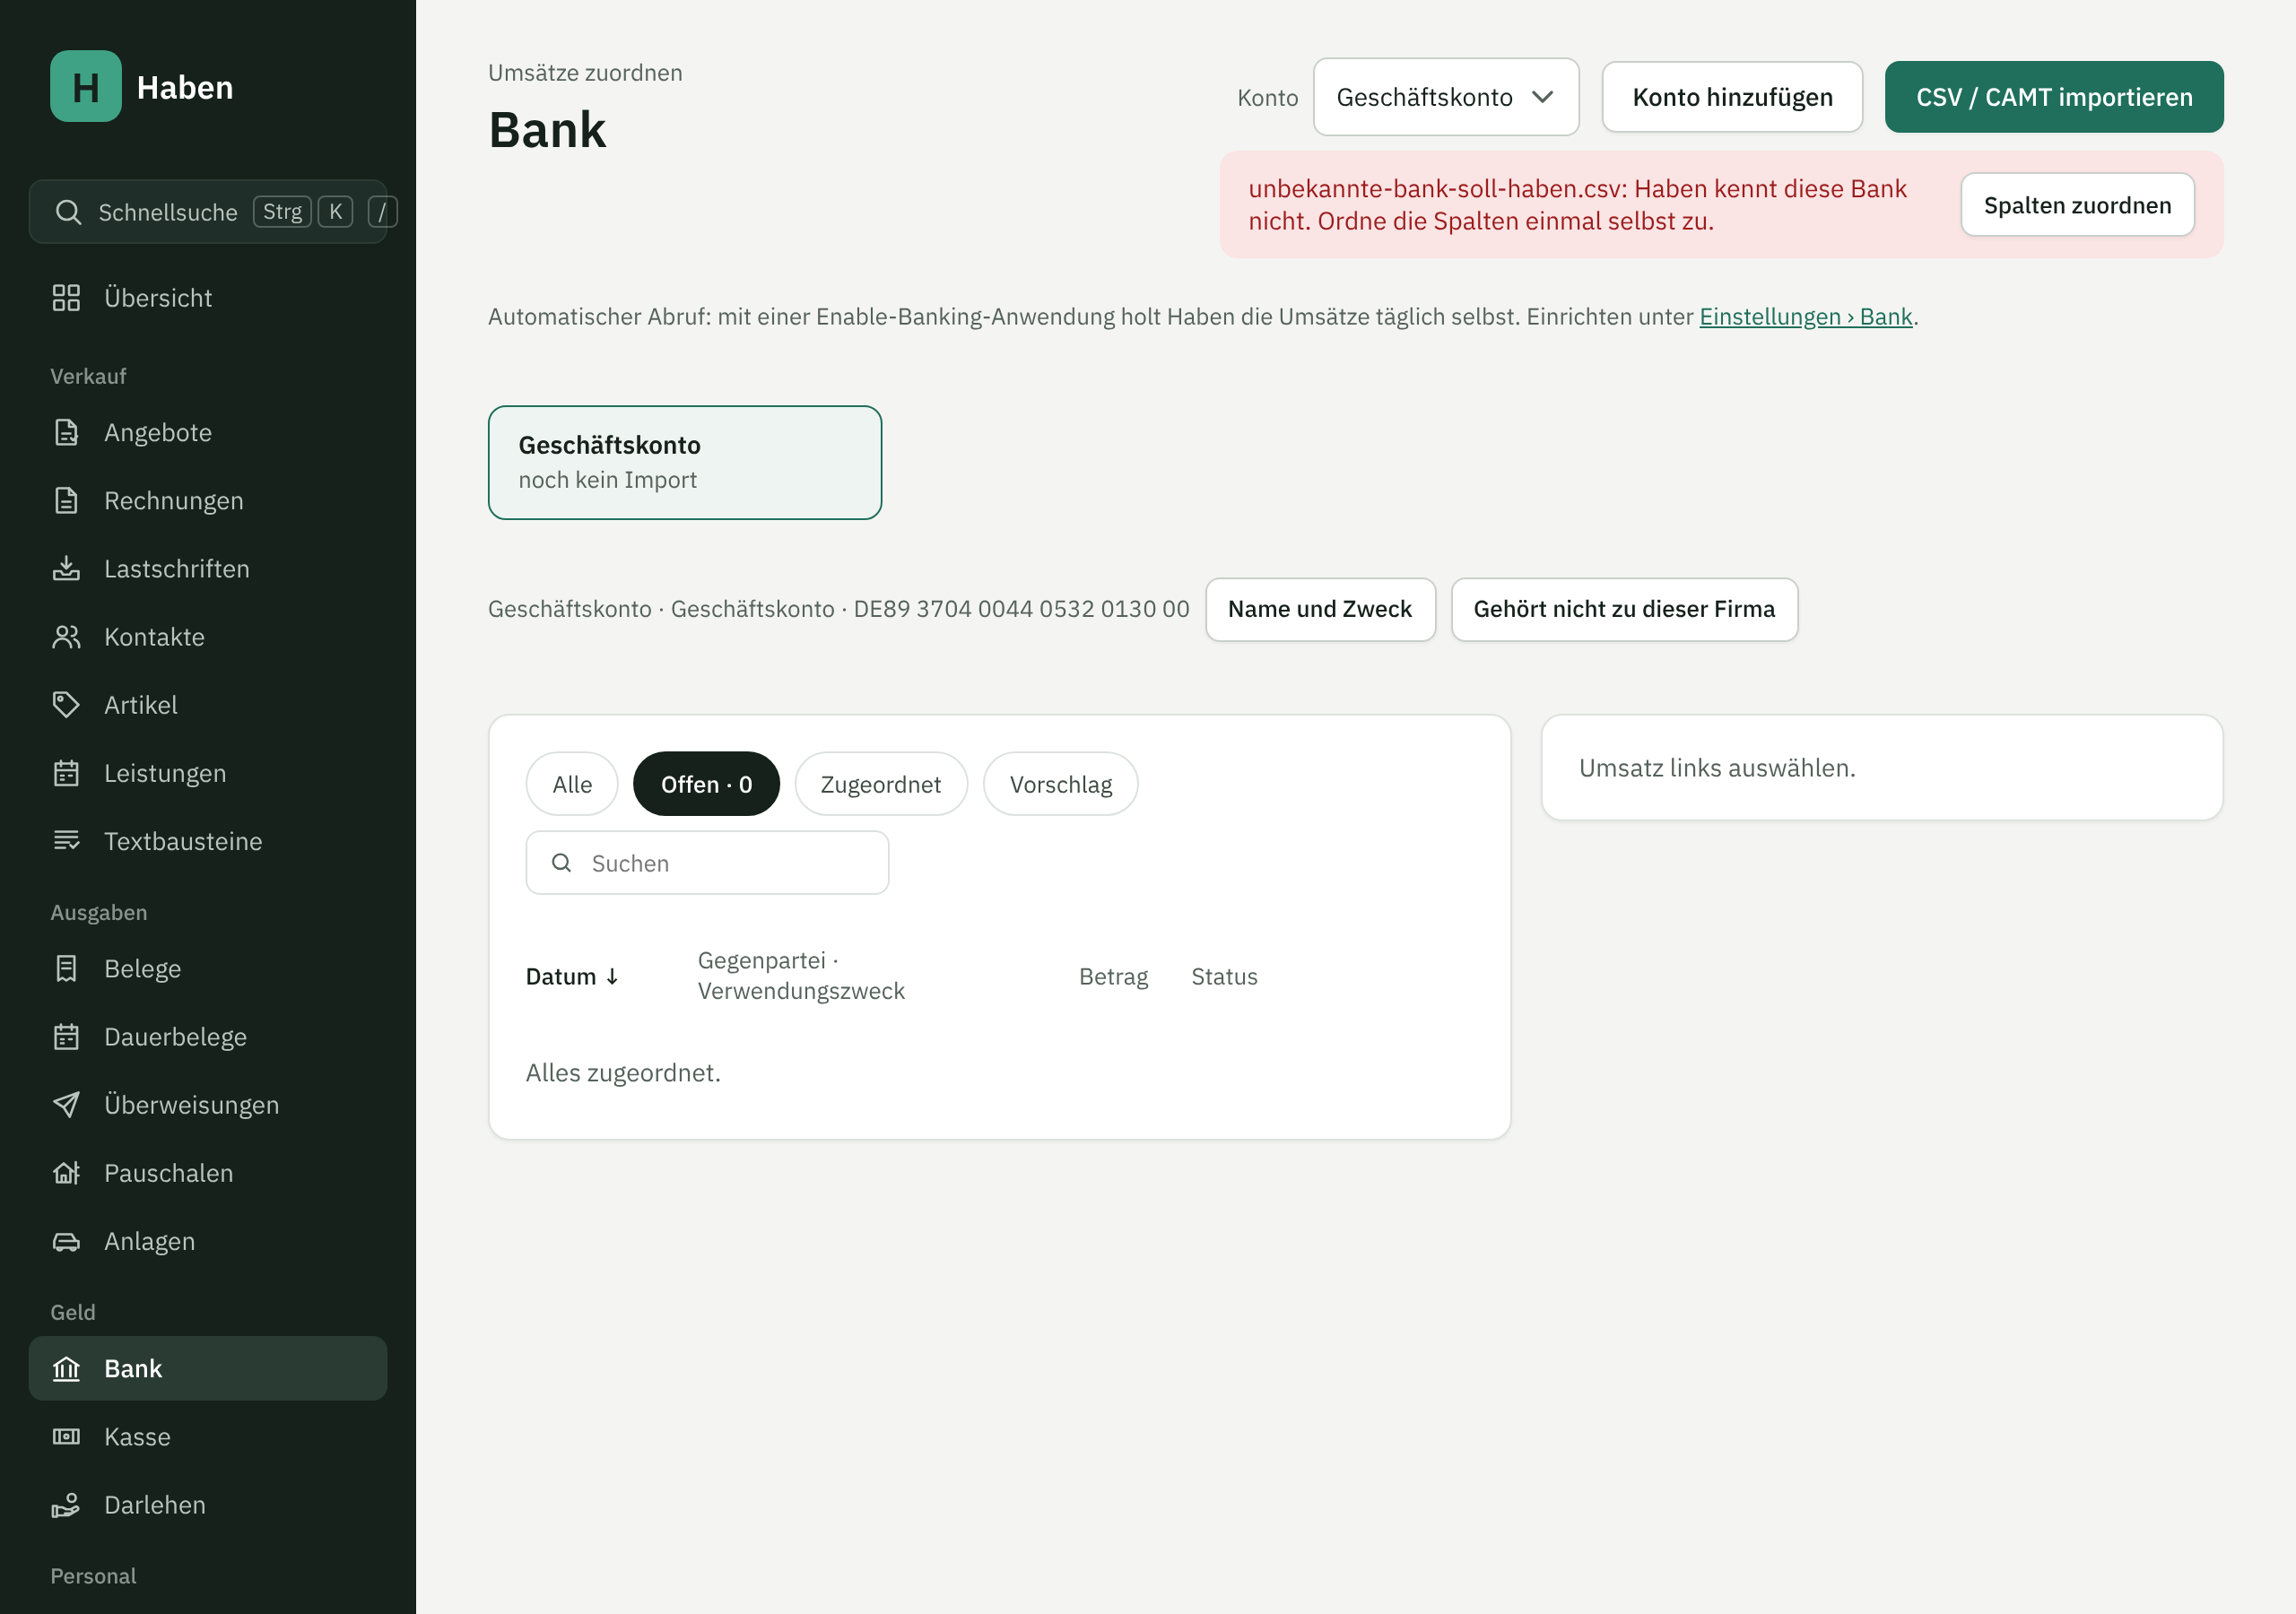 H Haben
Schnellsuche Strg K /
Übersicht
Verkauf
Angebote
Rechnungen
Lastschriften
Kontakte
Artikel
Leistungen
Textbausteine
Ausgaben
Belege
Dauerbelege
Überweisungen
Pauschalen
Anlagen
Geld
Bank
Kasse
Darlehen
Personal
Umsätze zuordnen
Bank
Konto Geschäftskonto Konto hinzufügen CSV / CAMT importieren
unbekannte-bank-soll-haben.csv: Haben kennt diese Bank
nicht. Ordne die Spalten einmal selbst zu.
Spalten zuordnen
Automatischer Abruf: mit einer Enable-Banking-Anwendung holt Haben die Umsätze täglich selbst. Einrichten unter Einstellungen › Bank.
Geschäftskonto
noch kein Import
Geschäftskonto · Geschäftskonto · DE89 3704 0044 0532 0130 00 Name und Zweck Gehört nicht zu dieser Firma
Alle Offen · 0 Zugeordnet Vorschlag
Suchen
Datum ↓ Gegenpartei ·
Verwendungszweck Betrag Status
Alles zugeordnet.
Umsatz links auswählen.